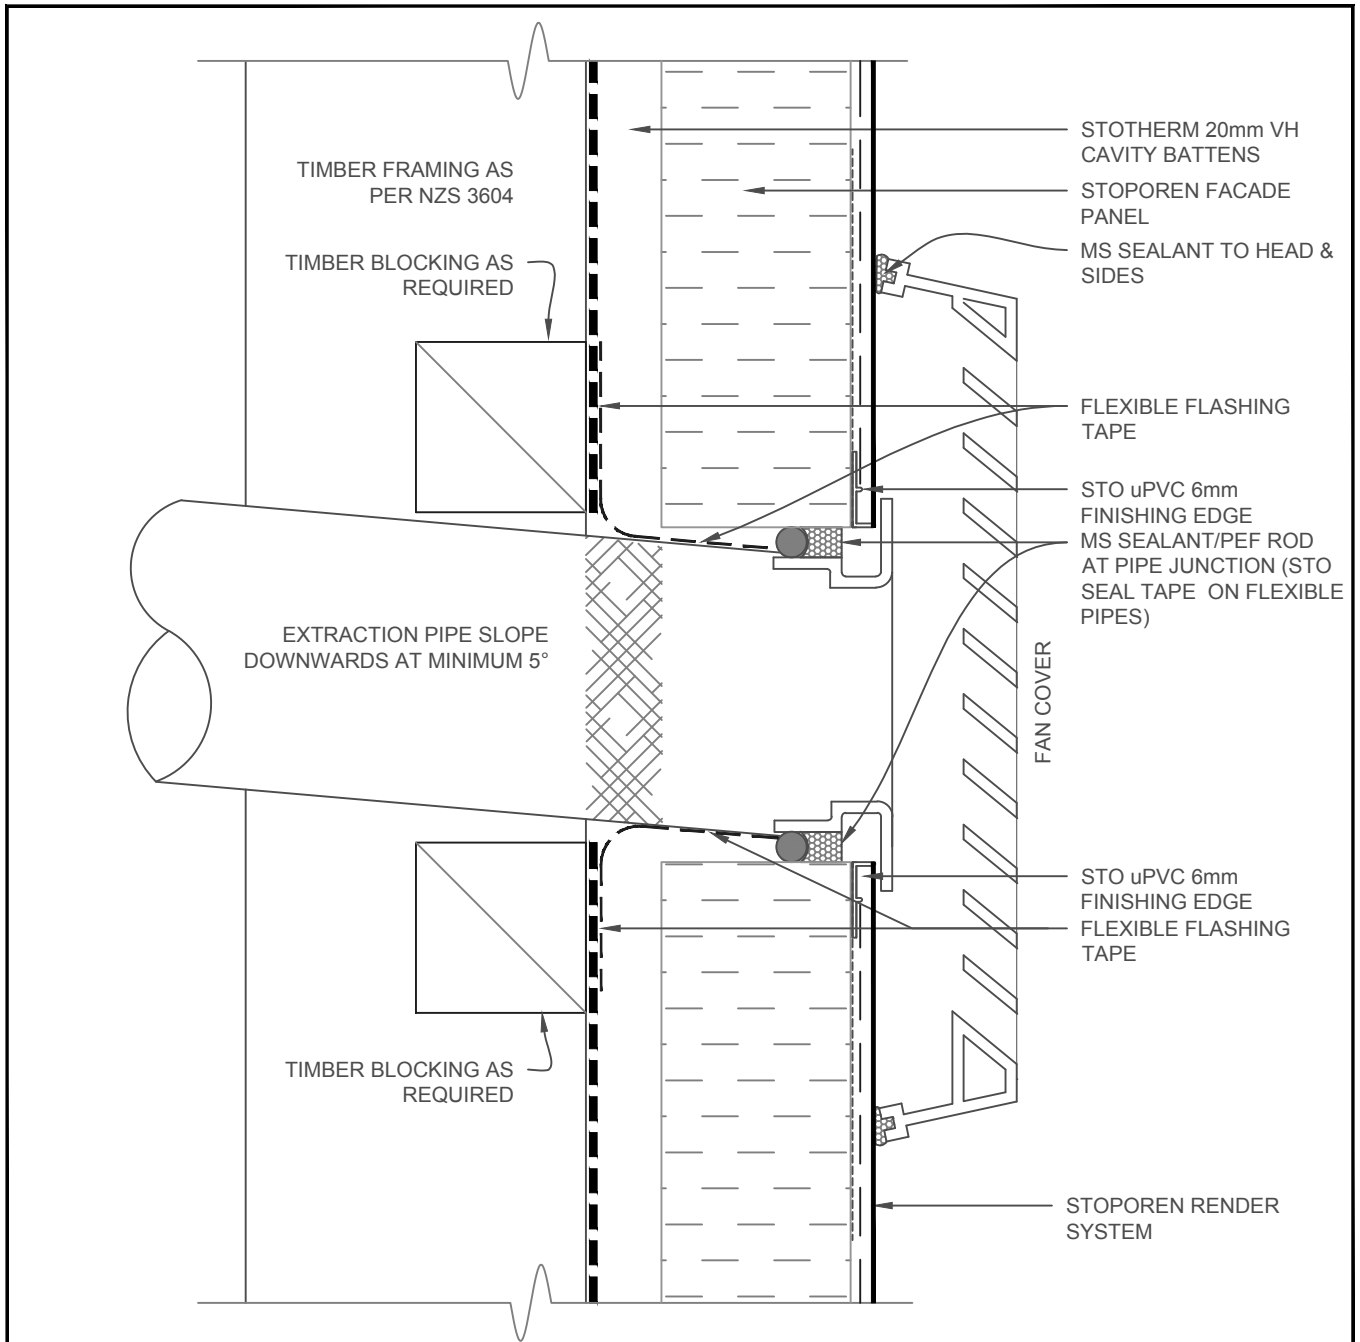 STOTHERM 20mm VH
CAVITY BATTENS
TIMBER FRAMING AS
PER NZS 3604
STOPOREN FACADE
PANEL
TIMBER BLOCKING AS
REQUIRED
MS SEALANT TO HEAD &
SIDES
FLEXIBLE FLASHING
TAPE
STO uPVC 6mm
FINISHING EDGE
MS SEALANT/PEF ROD
AT PIPE JUNCTION (STO
SEAL TAPE ON FLEXIBLE
PIPES)
EXTRACTION PIPE SLOPE
DOWNWARDS AT MINIMUM 5°
FAN COVER
STO uPVC 6mm
FINISHING EDGE
FLEXIBLE FLASHING
TAPE
TIMBER BLOCKING AS
REQUIRED
STOPOREN RENDER
SYSTEM